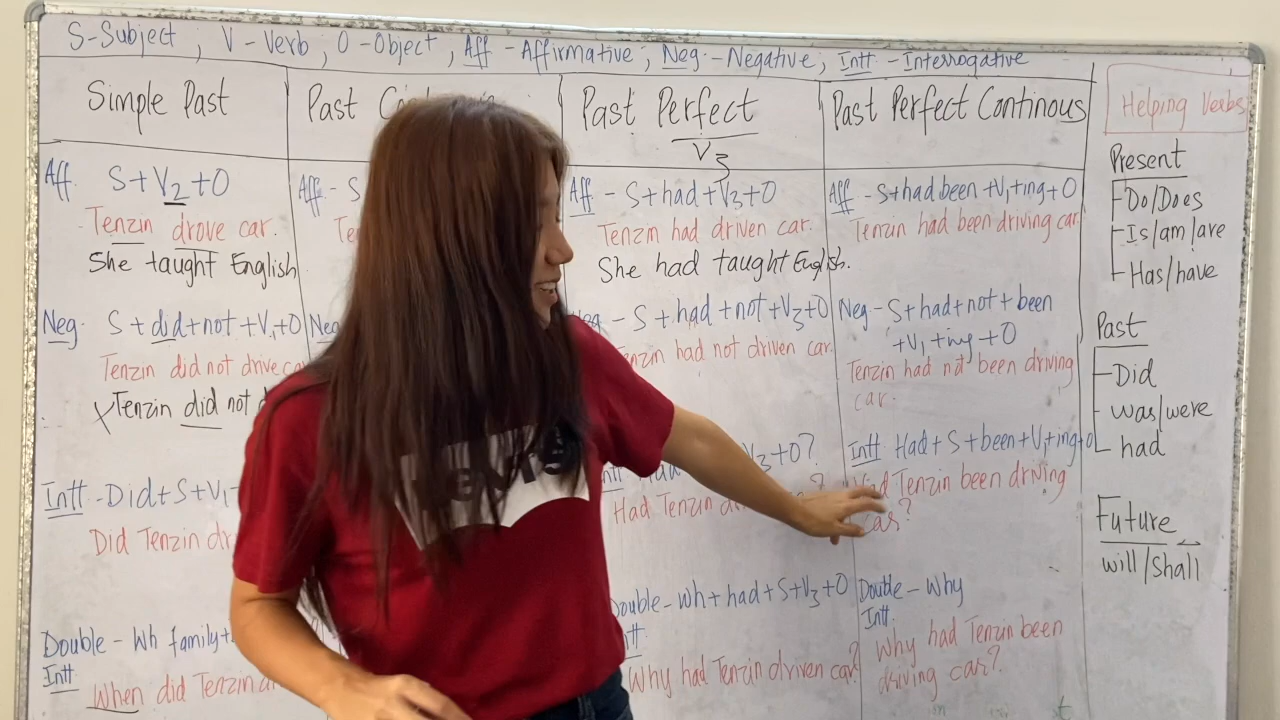 S-Subject, V-Verb, O-Object, Aff-Affirmative, Neg-Negative, Intt-Interrogative
Simple Past
Aff. S+V2+O
Tenzin drove car.
She taught English
Neg. S+did+not+V1+O
Tenzin did not drive
X Tenzin did not
Intt-Did+S+V1
Did Tenzin
Double-Wh family+
Intt
When did Tenzin
Past
Aff-S
Neg
Past Perfect
V3
Aff-S+had+V3+O
Tenzin had driven car.
She had taught English.
Neg-S+had+not+V3+O
Tenzin had not driven car.
V3+O?
Had Tenzin
Double-Wh+had+S+V3+O
Intt.
Why had Tenzin driven car?
Past Perfect Continous
Aff-S+had been+V1+ing+O
Tenzin had been driving car
Neg-S+had+not+been
+V1+ing+O
Tenzin had not been driving
car.
Intt Had+S+been+V1+ing+O
Had Tenzin been driving
car?
Double-Why
Intt.
Why had Tenzin been
driving car?
Helping Verbs
Present
Do/Does
Is/am/are
Has/have
Past
Did
was/were
had
Future
will/shall
Levi's